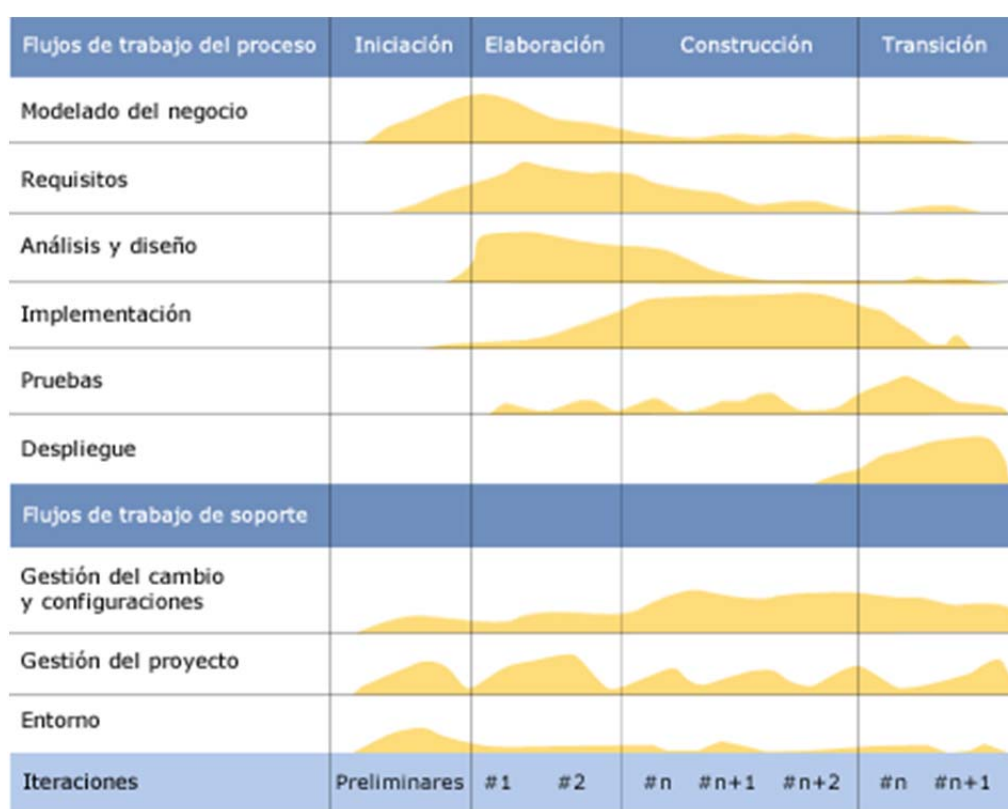 Flujos de trabajo del proceso Iniciación Elaboración Construcción Transición
Modelado del negocio
Requisitos
Análisis y diseño
Implementación
Pruebas
Despliegue
Flujos de trabajo de soporte
Gestión del cambio
y configuraciones
Gestión del proyecto
Entorno
Iteraciones Preliminares #1 #2 #n #n+1 #n+2 #n #n+1